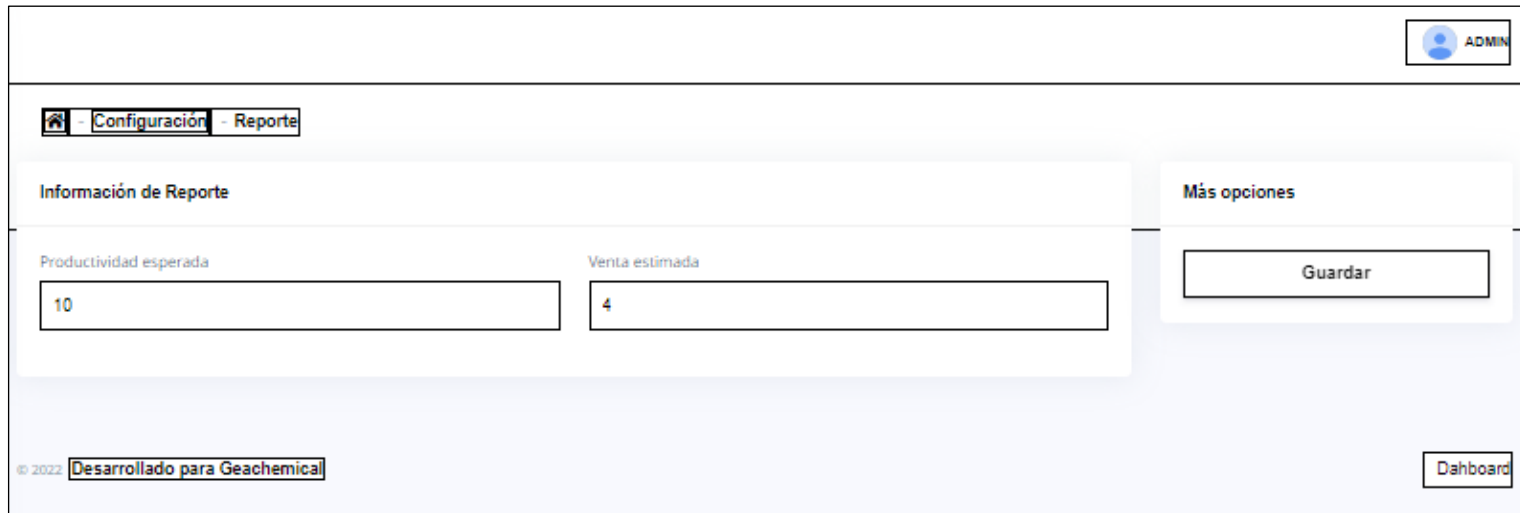 ADMIN
- Configuración - Reporte
Información de Reporte
Más opciones
Productividad esperada
Venta estimada
10
4
Guardar
© 2022 Desarrollado para Geachemical
Dahboard